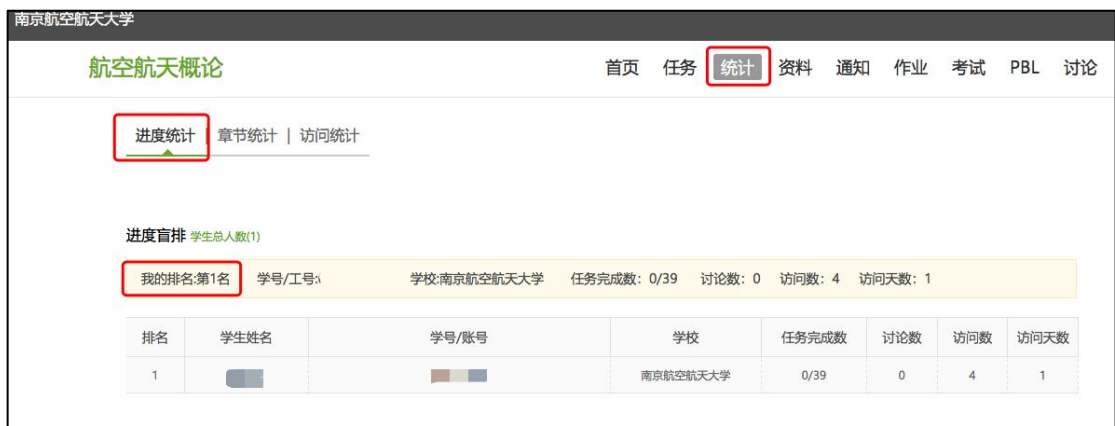 南京航空航天大学
航空航天概论 首页 任务 统计 资料 通知 作业 考试 PBL 讨论
进度统计 | 章节统计 | 访问统计
进度盲排 学生总人数(1)
我的排名:第1名 学号/工号: 学校:南京航空航天大学 任务完成数：0/39 讨论数：0 访问数：4 访问天数：1
排名 学生姓名 学号/账号 学校 任务完成数 讨论数 访问数 访问天数
1 南京航空航天大学 0/39 0 4 1